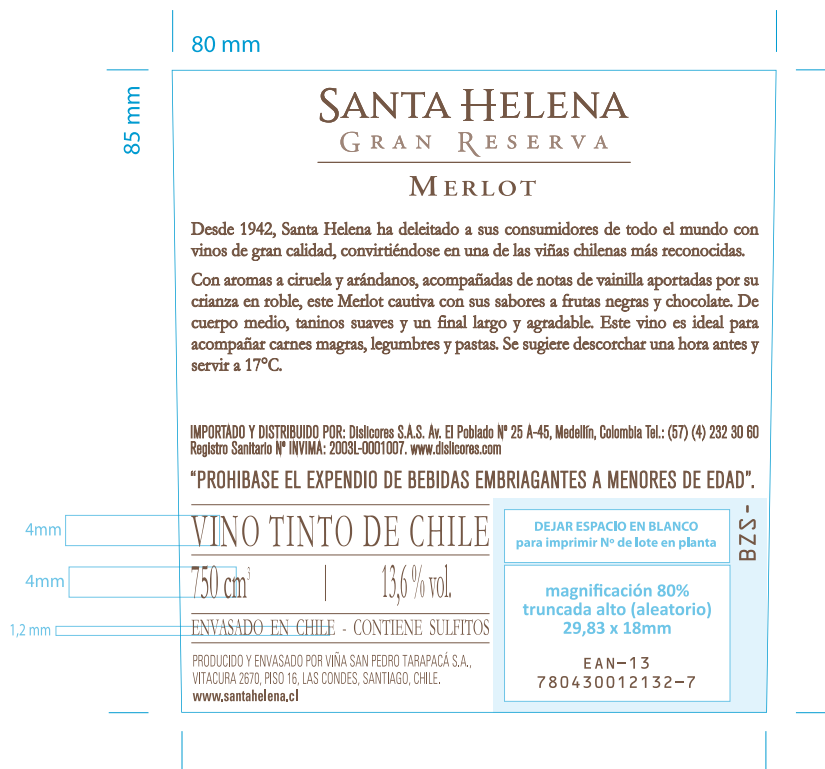 80 mm
85 mm
SANTA HELENA
GRAN RESERVA
MERLOT
Desde 1942, Santa Helena ha deleitado a sus consumidores de todo el mundo con
vinos de gran calidad, convirtiéndose en una de las viñas chilenas más reconocidas.
Con aromas a ciruela y arándanos, acompañadas de notas de vainilla aportadas por su
crianza en roble, este Merlot cautiva con sus sabores a frutas negras y chocolate. De
cuerpo medio, taninos suaves y un final largo y agradable. Este vino es ideal para
acompañar carnes magras, legumbres y pastas. Se sugiere descorchar una hora antes y
servir a 17°C.
IMPORTADO Y DISTRIBUIDO POR: Dislicores S.A.S. Av. El Poblado Nº 25 A-45, Medellín, Colombia Tel.: (57) (4) 232 30 60
Registro Sanitario Nº INVIMA: 2003L-0001007. www.dislicores.com
“PROHIBASE EL EXPENDIO DE BEBIDAS EMBRIAGANTES A MENORES DE EDAD”.
4mm
VINO TINTO DE CHILE
4mm
750 cm³ 13,6 % vol.
1,2 mm
ENVASADO EN CHILE - CONTIENE SULFITOS
PRODUCIDO Y ENVASADO POR VIÑA SAN PEDRO TARAPACÁ S.A.,
VITACURA 2670, PISO 16, LAS CONDES, SANTIAGO, CHILE.
www.santahelena.cl
DEJAR ESPACIO EN BLANCO
para imprimir Nº de lote en planta
BZS-
magnificación 80%
truncada alto (aleatorio)
29,83 x 18mm
EAN-13
780430012132-7